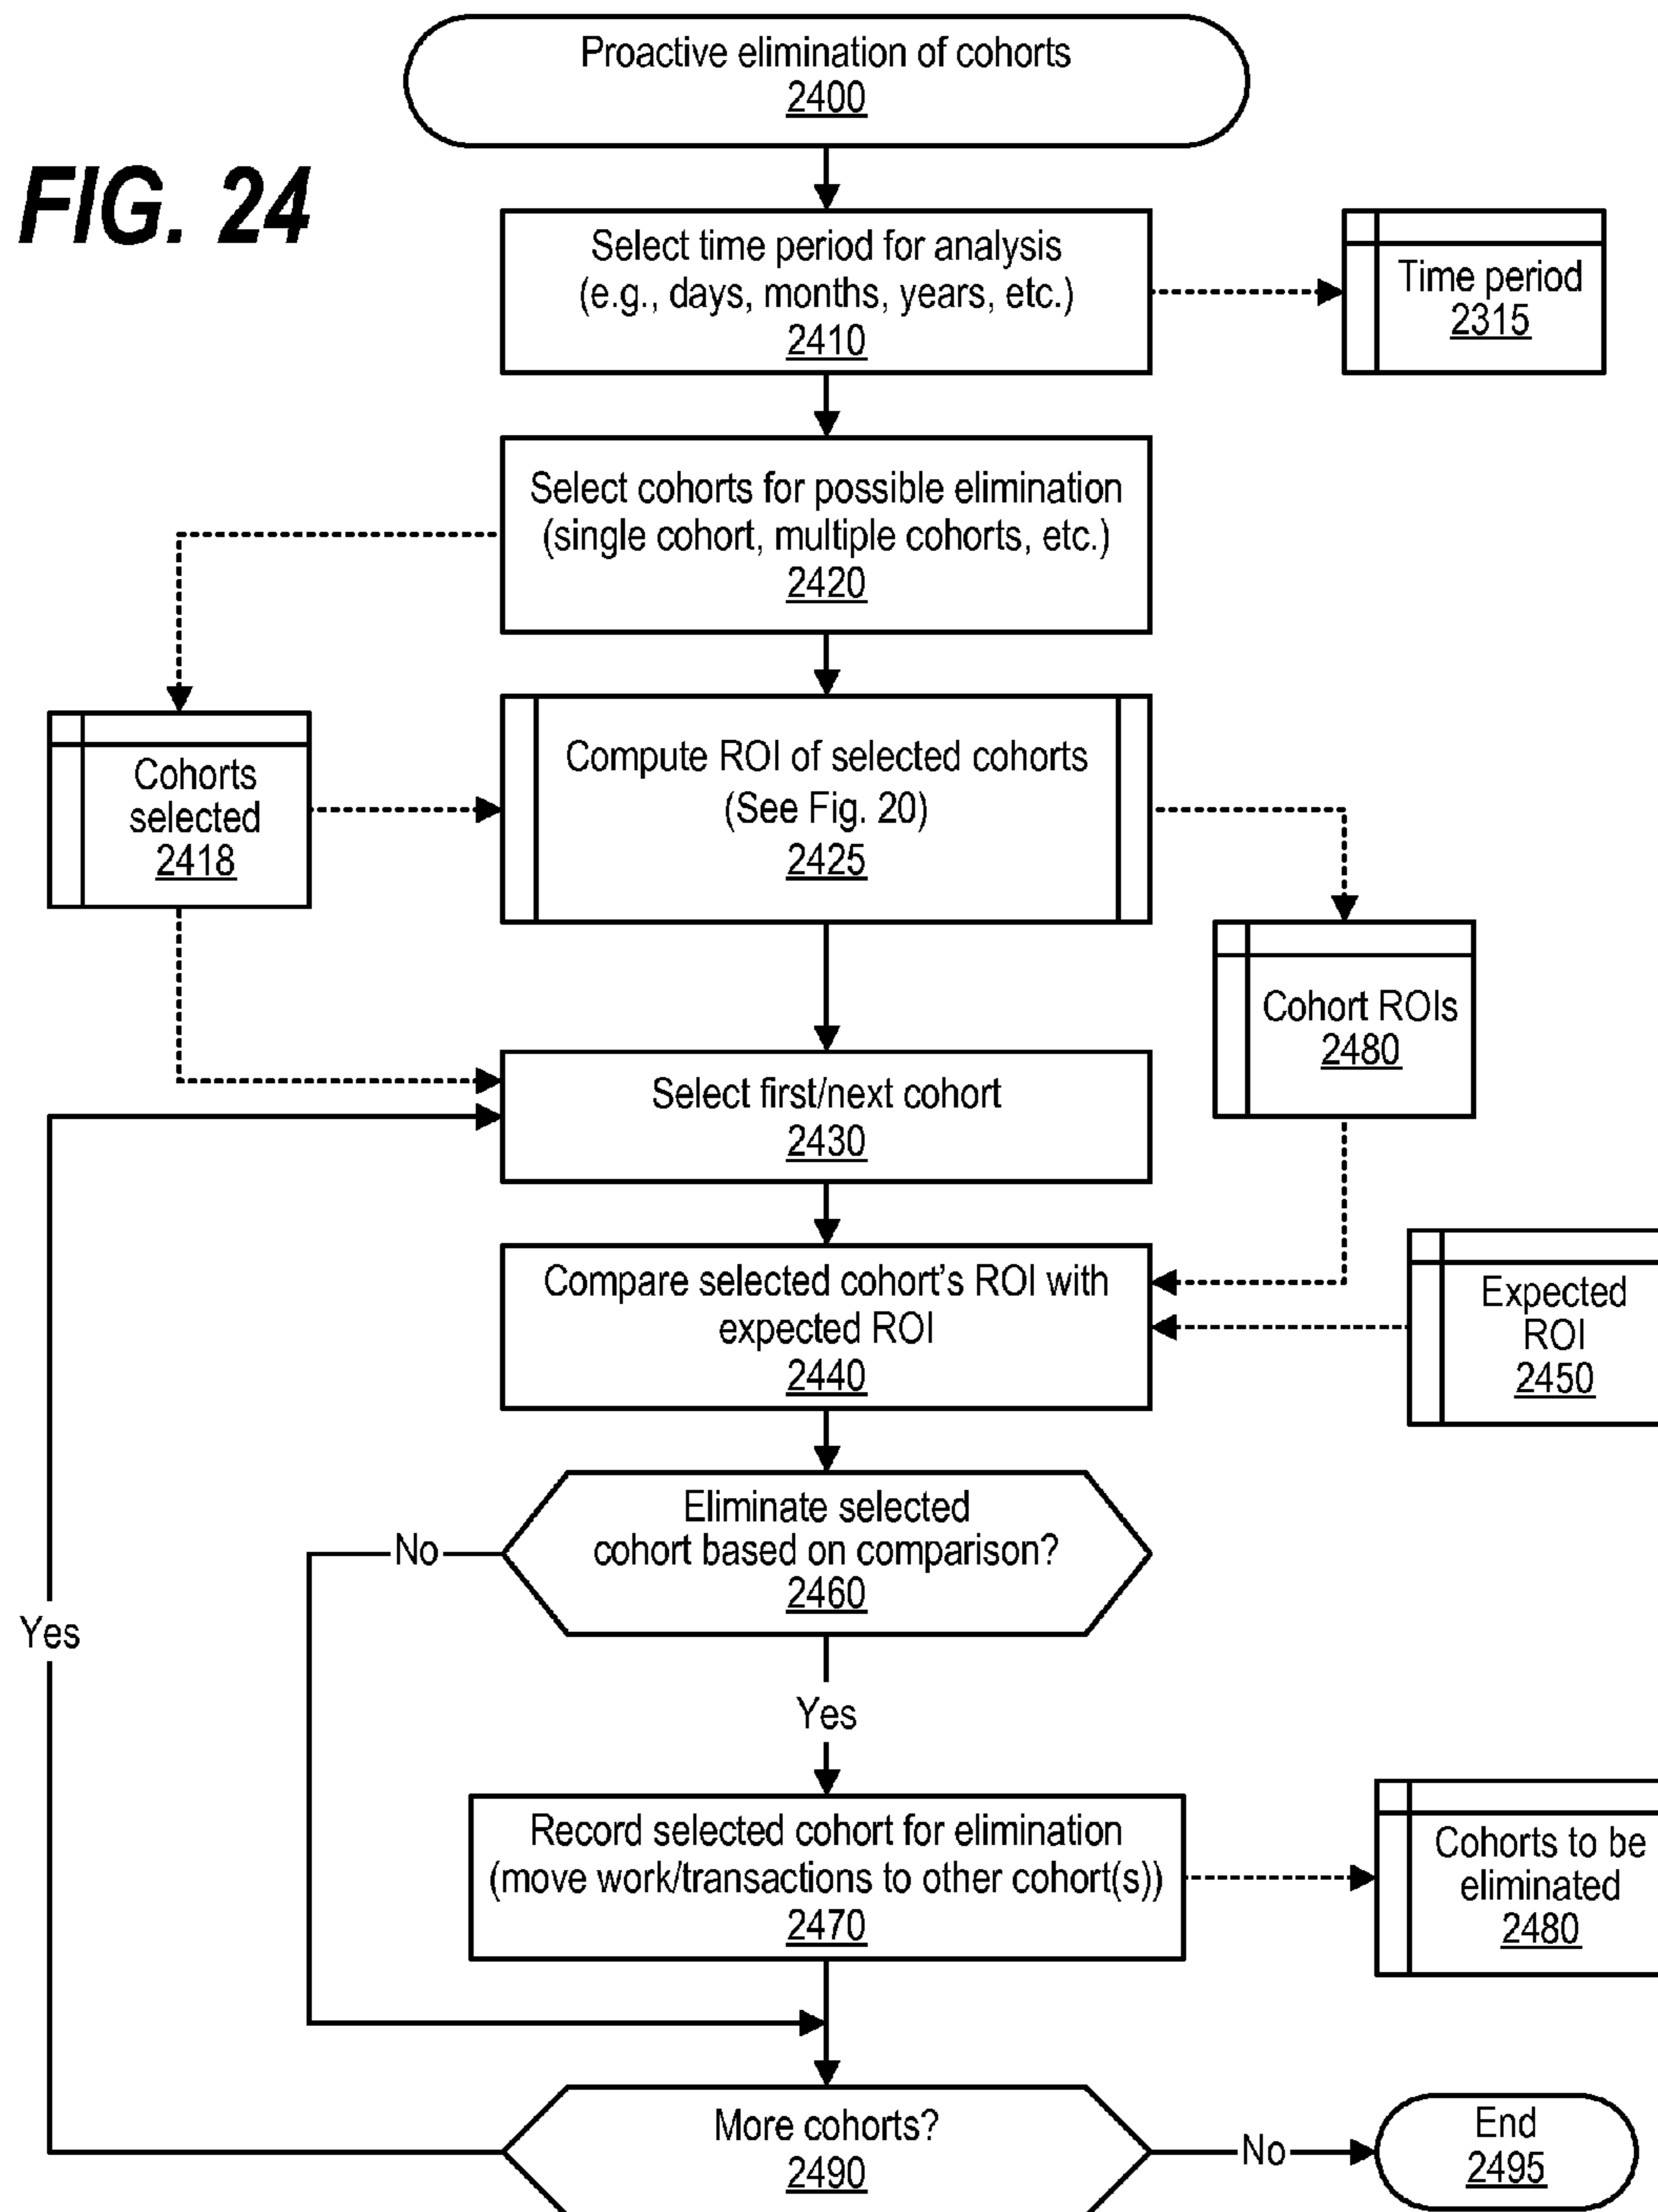 Proactive elimination of cohorts
2400
FIG. 24
Select time period for analysis
(e.g., days, months, years, etc.)
2410
Time period
2315
Select cohorts for possible elimination
(single cohort, multiple cohorts, etc.)
2420
Cohorts
selected
2418
Compute ROI of selected cohorts
(See Fig. 20)
2425
Cohort ROIs
2480
Select first/next cohort
2430
Compare selected cohort's ROI with
expected ROI
2440
Expected
ROI
2450
Eliminate selected
cohort based on comparison?
2460
No
Yes
Yes
Record selected cohort for elimination
(move work/transactions to other cohort(s))
2470
Cohorts to be
eliminated
2480
More cohorts?
2490
No
End
2495